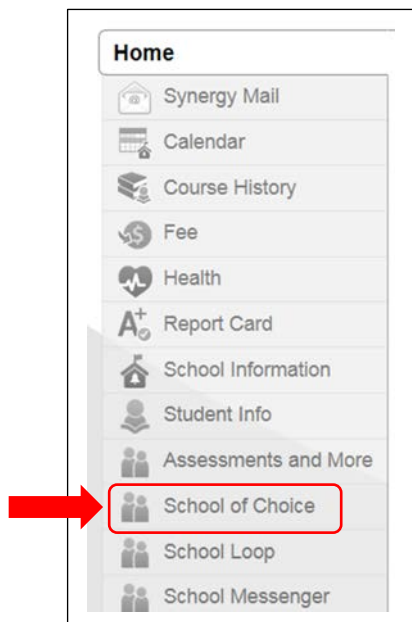 Home
Synergy Mail
Calendar
Course History
Fee
Health
A+ Report Card
School Information
Student Info
Assessments and More
School of Choice
School Loop
School Messenger